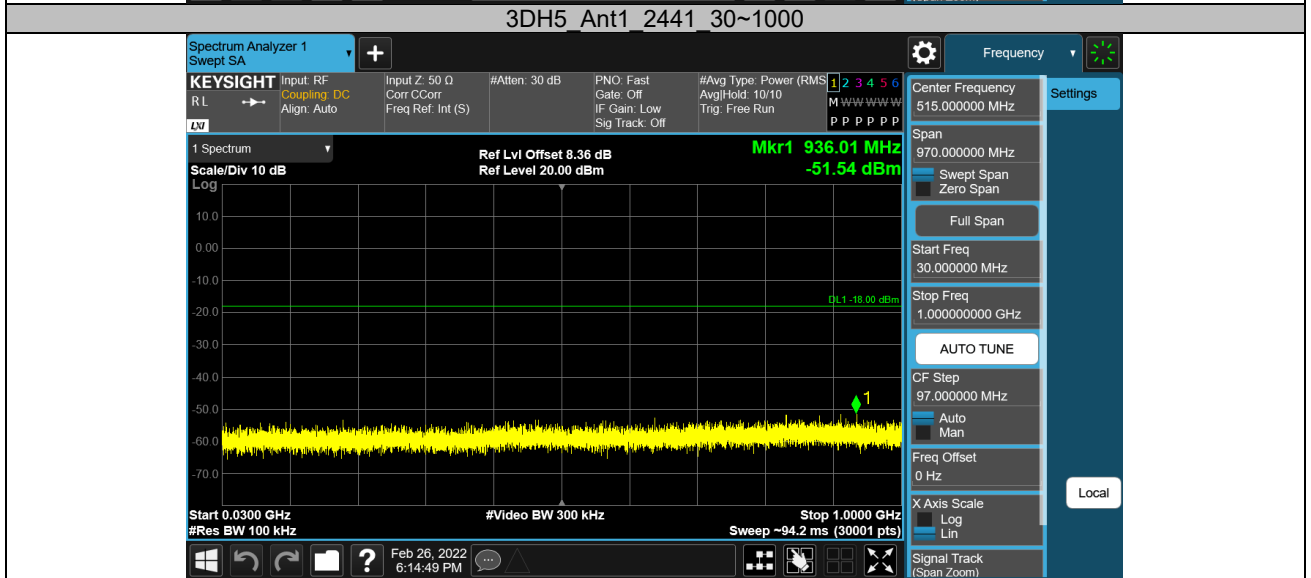 3DH5_Ant1_2441_30~1000
Spectrum Analyzer 1
Swept SA
+
Frequency
KEYSIGHT
R L
LXI
Input: RF
Coupling: DC
Align: Auto
Input Z: 50 Ω
Corr CCorr
Freq Ref: Int (S)
#Atten: 30 dB
PNO: Fast
Gate: Off
IF Gain: Low
Sig Track: Off
#Avg Type: Power (RMS
Avg|Hold: 10/10
Trig: Free Run
1 2 3 4 5 6
M W W W W W
P P P P P P
1 Spectrum
Scale/Div 10 dB
Log
Ref Lvl Offset 8.36 dB
Ref Level 20.00 dBm
Mkr1 936.01 MHz
-51.54 dBm
10.0
0.00
-10.0
-20.0
-30.0
-40.0
-50.0
-60.0
-70.0
DL1 -18.00 dBm
1
Start 0.0300 GHz
#Res BW 100 kHz
#Video BW 300 kHz
Stop 1.0000 GHz
Sweep ~94.2 ms (30001 pts)
Center Frequency
515.000000 MHz
Span
970.000000 MHz
Swept Span
Zero Span
Full Span
Start Freq
30.000000 MHz
Stop Freq
1.000000000 GHz
AUTO TUNE
CF Step
97.000000 MHz
Auto
Man
Freq Offset
0 Hz
X Axis Scale
Log
Lin
Signal Track
(Span Zoom)
Settings
Local
?
Feb 26, 2022
6:14:49 PM